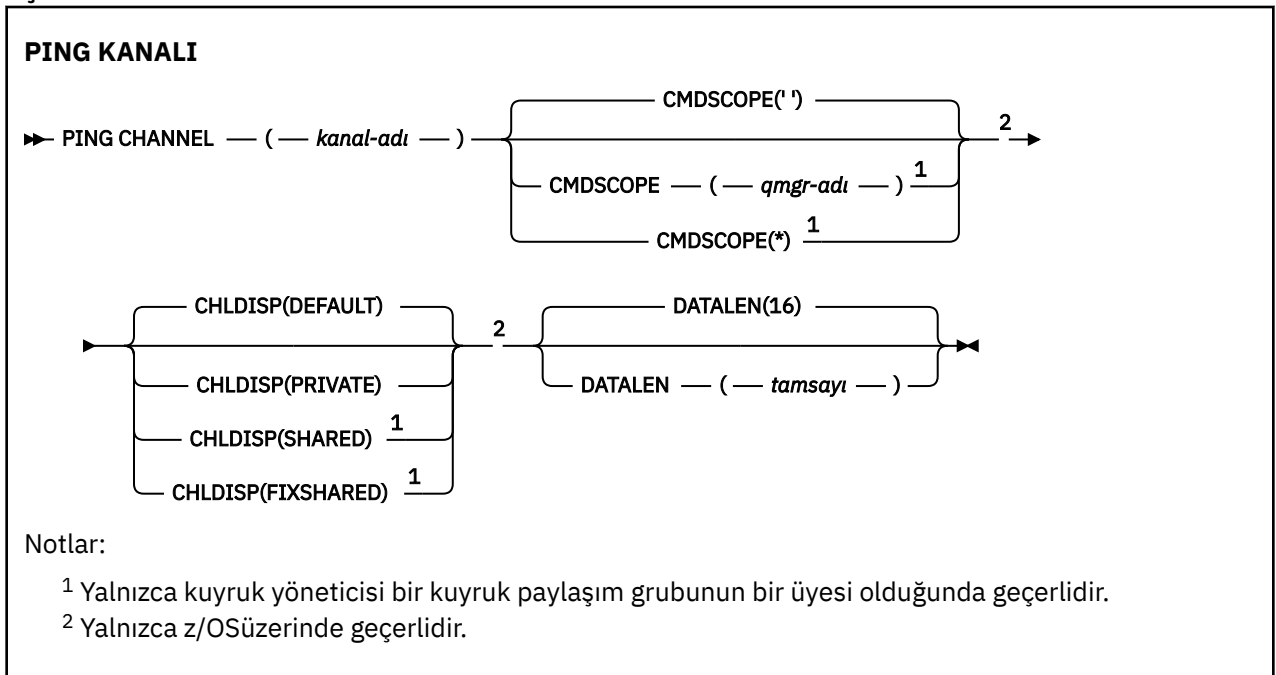 PING KANALI
CMDSCOPE(' ')
PING CHANNEL ( kanal-adı ) 2
CMDSCOPE ( qmgr-adı ) 1
CMDSCOPE(*) 1
CHLDISP(DEFAULT) 2 DATALEN(16)
CHLDISP(PRIVATE) DATALEN ( tamsayı )
CHLDISP(SHARED) 1
CHLDISP(FIXSHARED) 1
Notlar:
1 Yalnızca kuyruk yöneticisi bir kuyruk paylaşım grubunun bir üyesi olduğunda geçerlidir.
2 Yalnızca z/OSüzerinde geçerlidir.